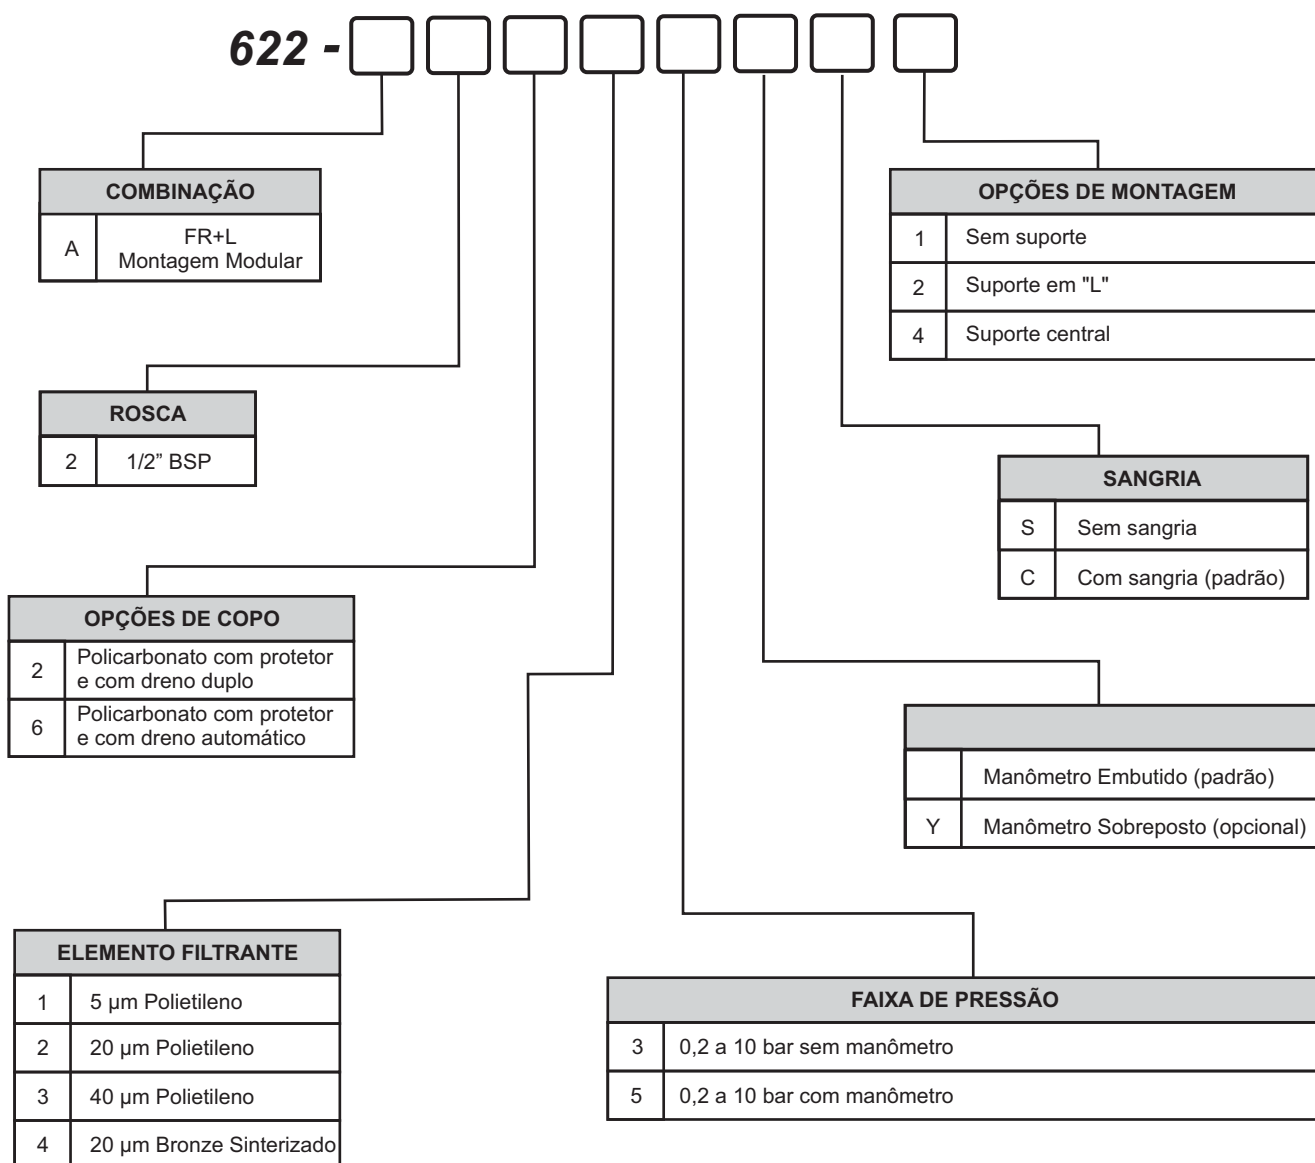 622 -
COMBINAÇÃO
A
FR+L
Montagem Modular
ROSCA
2
1/2” BSP
OPÇÕES DE COPO
2
Policarbonato com protetor
e com dreno duplo
6
Policarbonato com protetor
e com dreno automático
ELEMENTO FILTRANTE
1
5 µm Polietileno
2
20 µm Polietileno
3
40 µm Polietileno
4
20 µm Bronze Sinterizado
FAIXA DE PRESSÃO
3
0,2 a 10 bar sem manômetro
5
0,2 a 10 bar com manômetro
Manômetro Embutido (padrão)
Y
Manômetro Sobreposto (opcional)
SANGRIA
S
Sem sangria
C
Com sangria (padrão)
OPÇÕES DE MONTAGEM
1
Sem suporte
2
Suporte em "L"
4
Suporte central